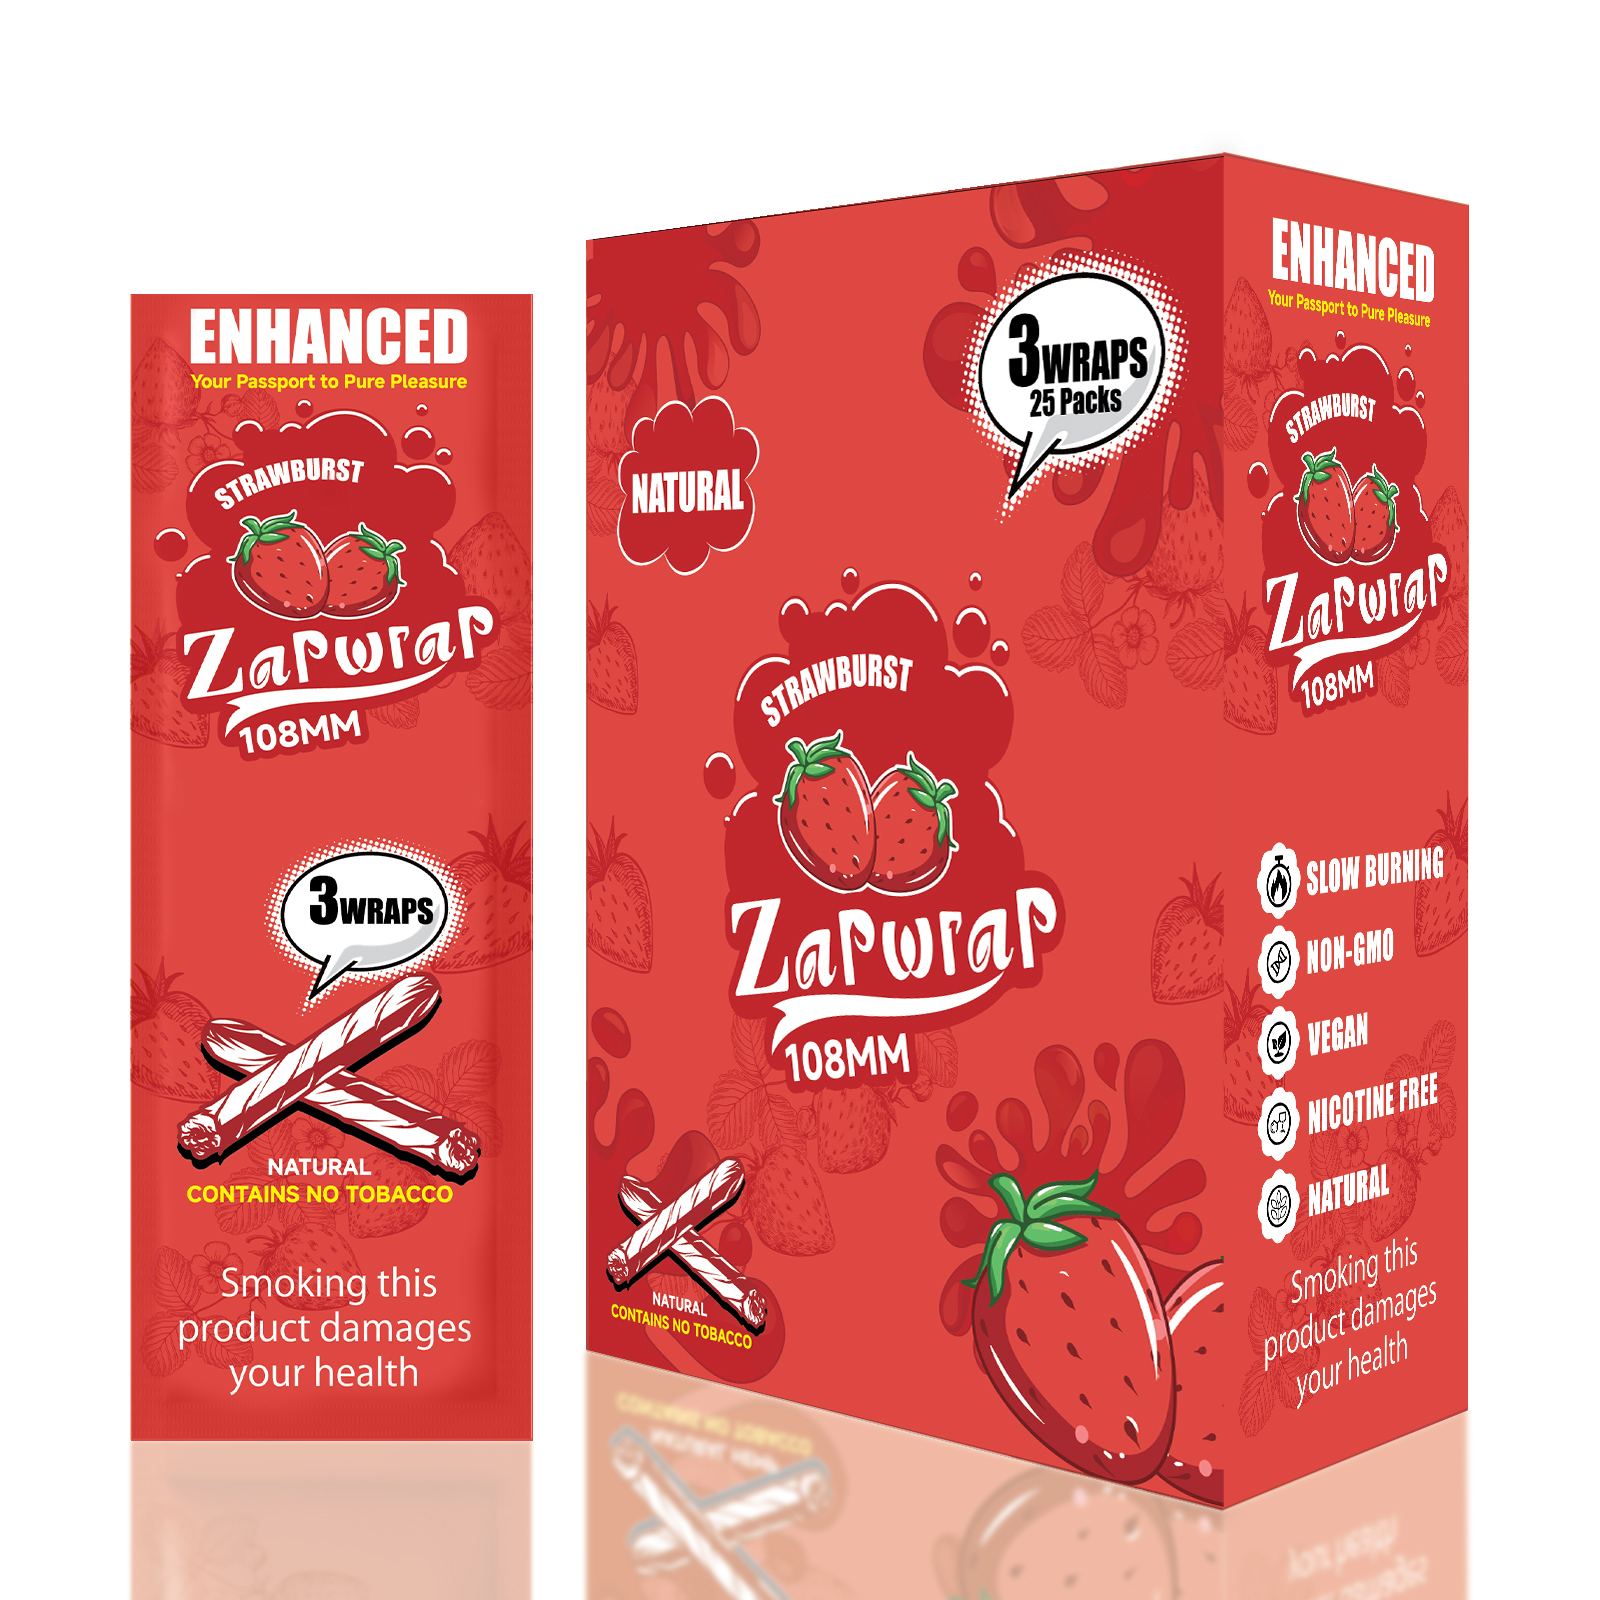 ENHANCED
Your Passport to Pure Pleasure
STRAWBURST
Zapwrap
108MM
3WRAPS
NATURAL
CONTAINS NO TOBACCO
Smoking this
product damages
your health
NATURAL
3WRAPS
25 Packs
STRAWBURST
Zapwrap
108MM
NATURAL
CONTAINS NO TOBACCO
ENHANCED
Your Passport to Pure Pleasure
STRAWBURST
Zapwrap
108MM
SLOW BURNING
NON-GMO
VEGAN
NICOTINE FREE
NATURAL
Smoking this
product damages
your health